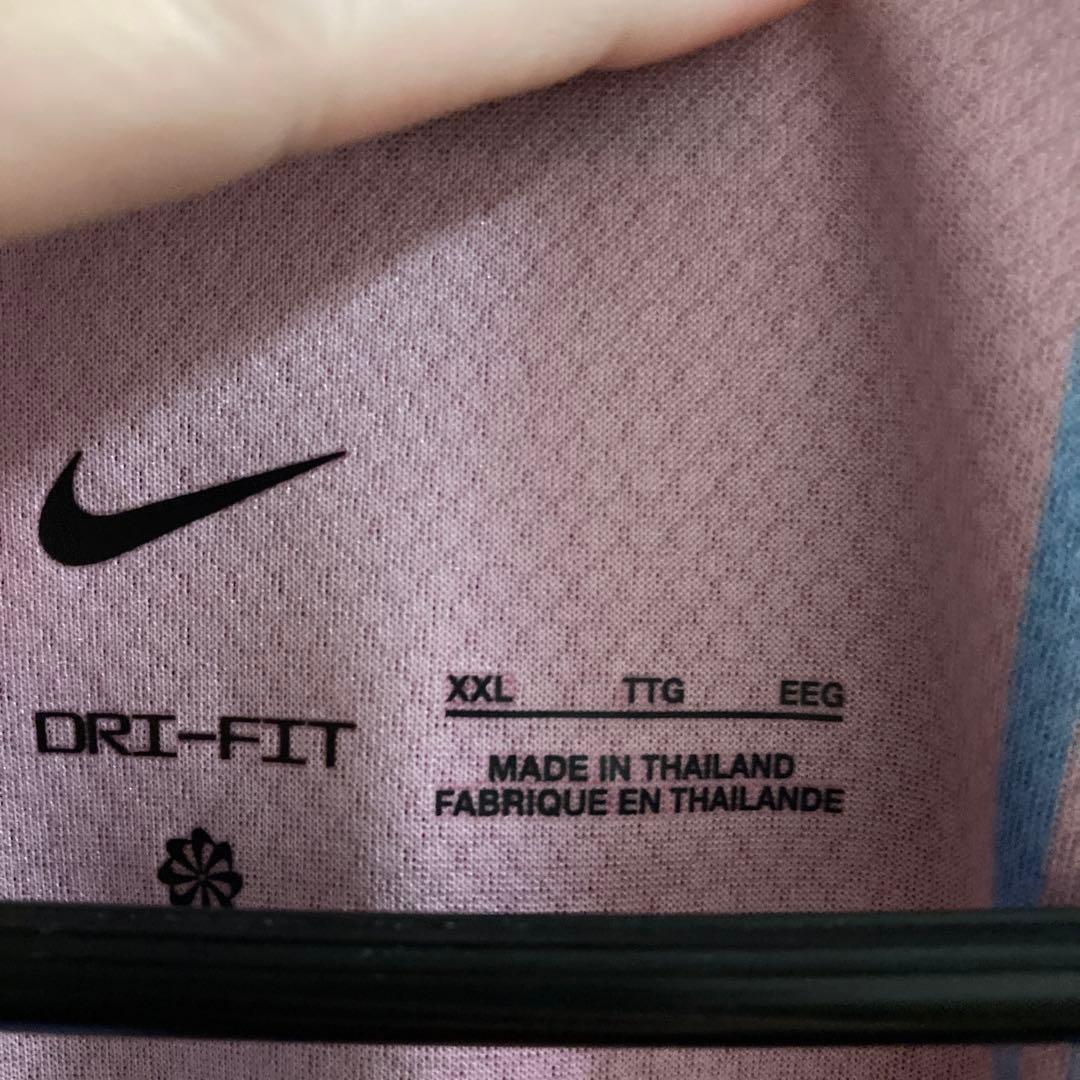 DRI-FIT
XXL TTG EEG
MADE IN THAILAND
FABRIQUE EN THAILANDE